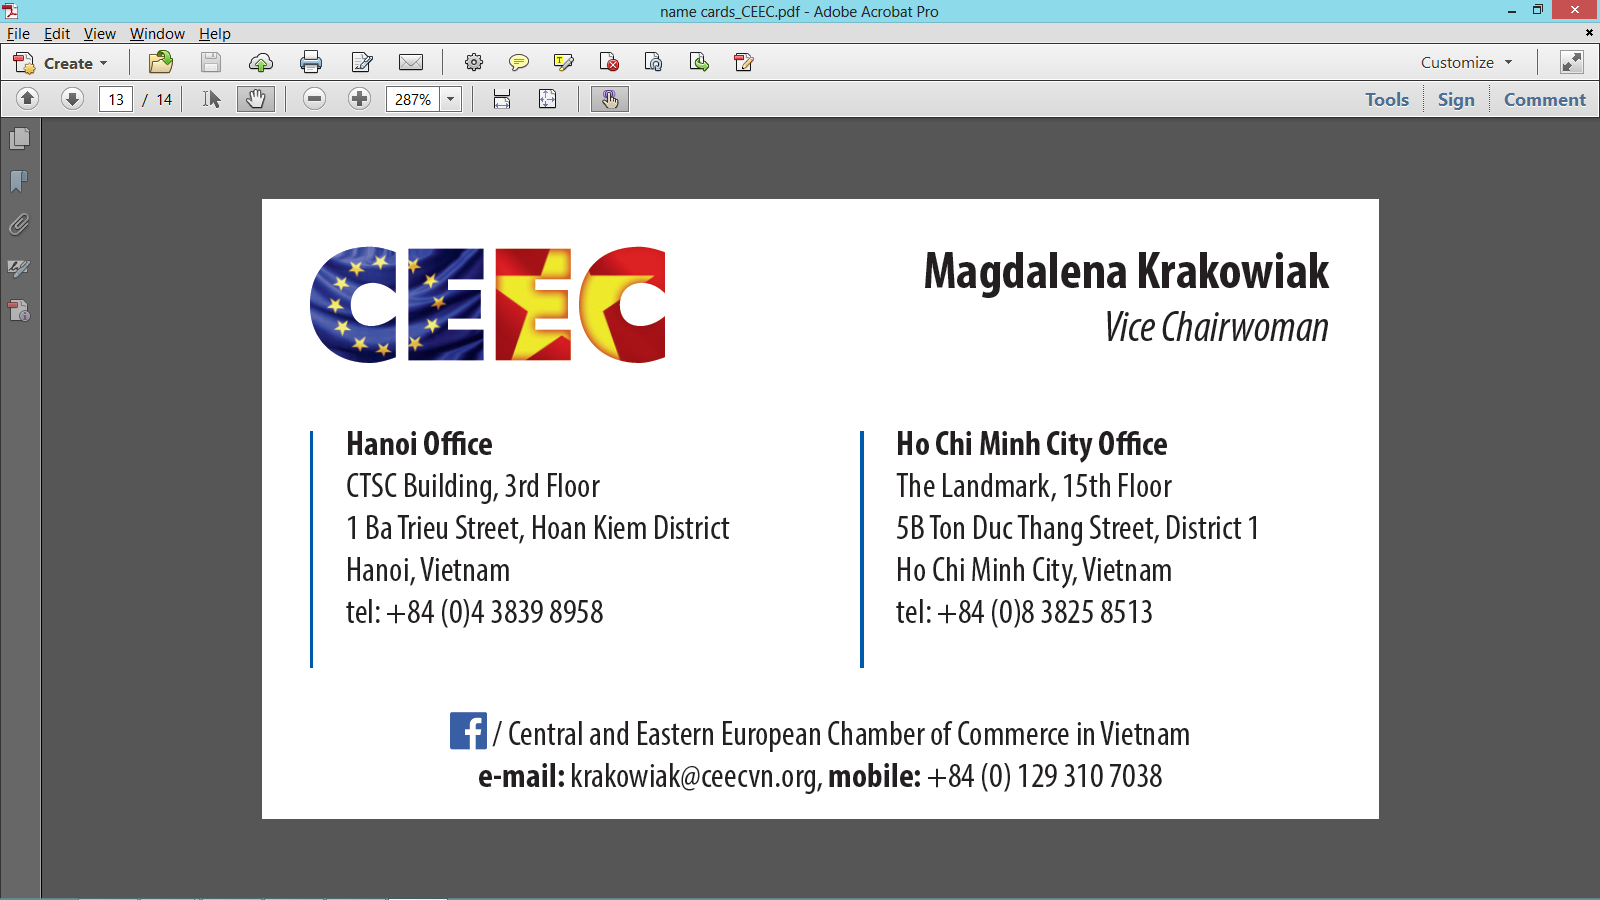 name cards_CEEC.pdf - Adobe Acrobat Pro
File Edit View Window Help
Create Customize
13 / 14 287% Tools Sign Comment
CEEC
Magdalena Krakowiak
Vice Chairwoman
Hanoi Office
CTSC Building, 3rd Floor
1 Ba Trieu Street, Hoan Kiem District
Hanoi, Vietnam
tel: +84 (0)4 3839 8958
Ho Chi Minh City Office
The Landmark, 15th Floor
5B Ton Duc Thang Street, District 1
Ho Chi Minh City, Vietnam
tel: +84 (0)8 3825 8513
f / Central and Eastern European Chamber of Commerce in Vietnam
e-mail: krakowiak@ceecvn.org, mobile: +84 (0) 129 310 7038